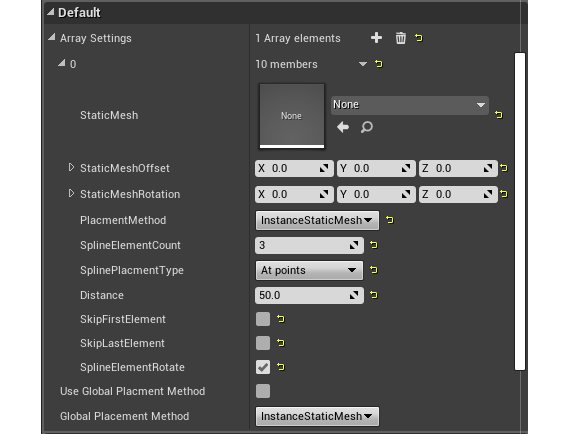 Default
Array Settings 1 Array elements
0 10 members
StaticMesh None None
StaticMeshOffset X 0.0 Y 0.0 Z 0.0
StaticMeshRotation X 0.0 Y 0.0 Z 0.0
PlacmentMethod InstanceStaticMesh
SplineElementCount 3
SplinePlacmentType At points
Distance 50.0
SkipFirstElement
SkipLastElement
SplineElementRotate
Use Global Placment Method
Global Placement Method InstanceStaticMesh